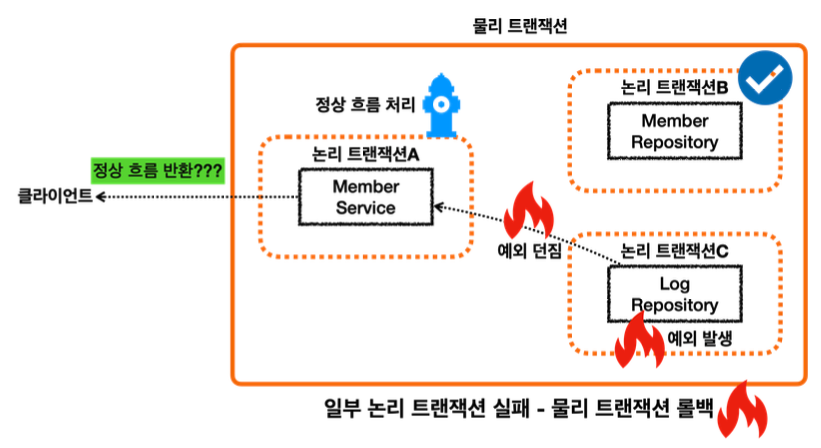 물리 트랜잭션
정상 흐름 처리
논리 트랜잭션A
Member
Service
정상 흐름 반환???
클라이언트
논리 트랜잭션B
Member
Repository
예외 던짐
논리 트랜잭션C
Log
Repository
예외 발생
일부 논리 트랜잭션 실패 - 물리 트랜잭션 롤백